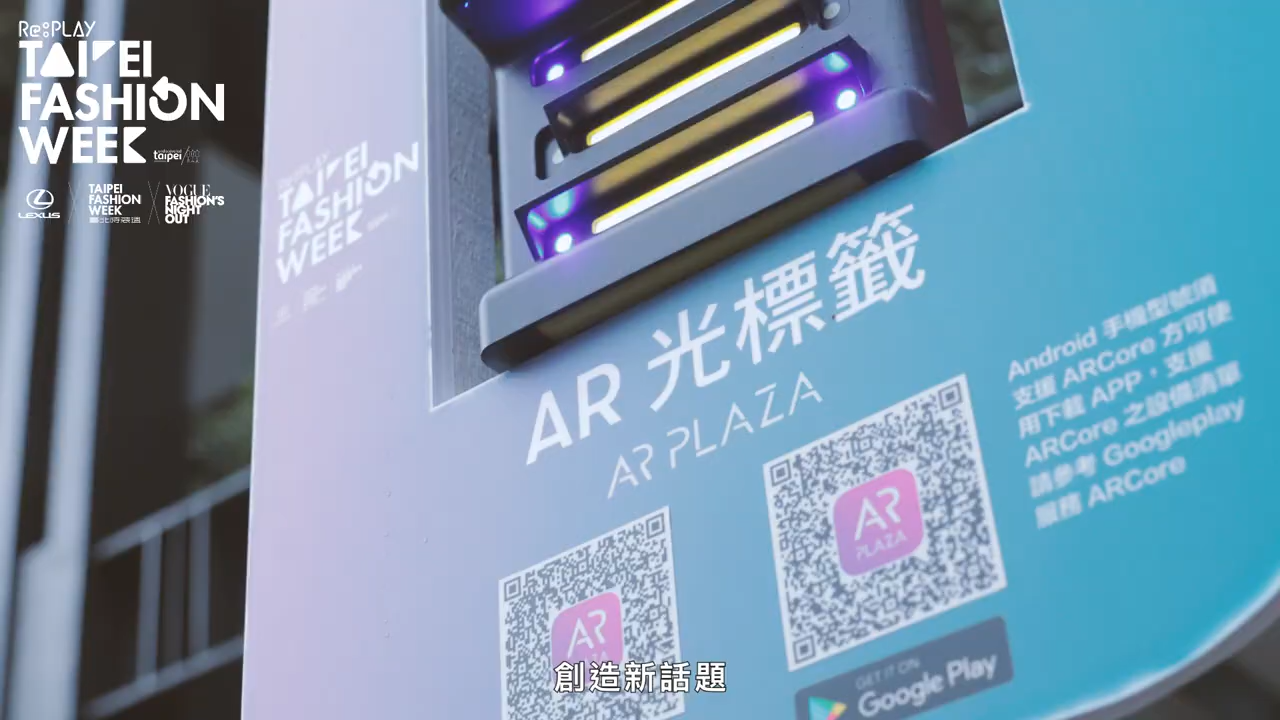 Re:PLAY
TAIPEI
FASHION
WEEK
taipei
LEXUS
TAIPEI
FASHION
WEEK
VOGUE
FASHION'S
NIGHT
OUT
TAIPEI
FASHION
WEEK
AR 光標籤
AR PLAZA
Android 手機型號須
支援 ARCore 方可使
用下載 APP，支援
ARCore 之設備清單
請參考 Googleplay
服務 ARCore
AR
PLAZA
AR
GET IT ON
Google Play
創造新話題